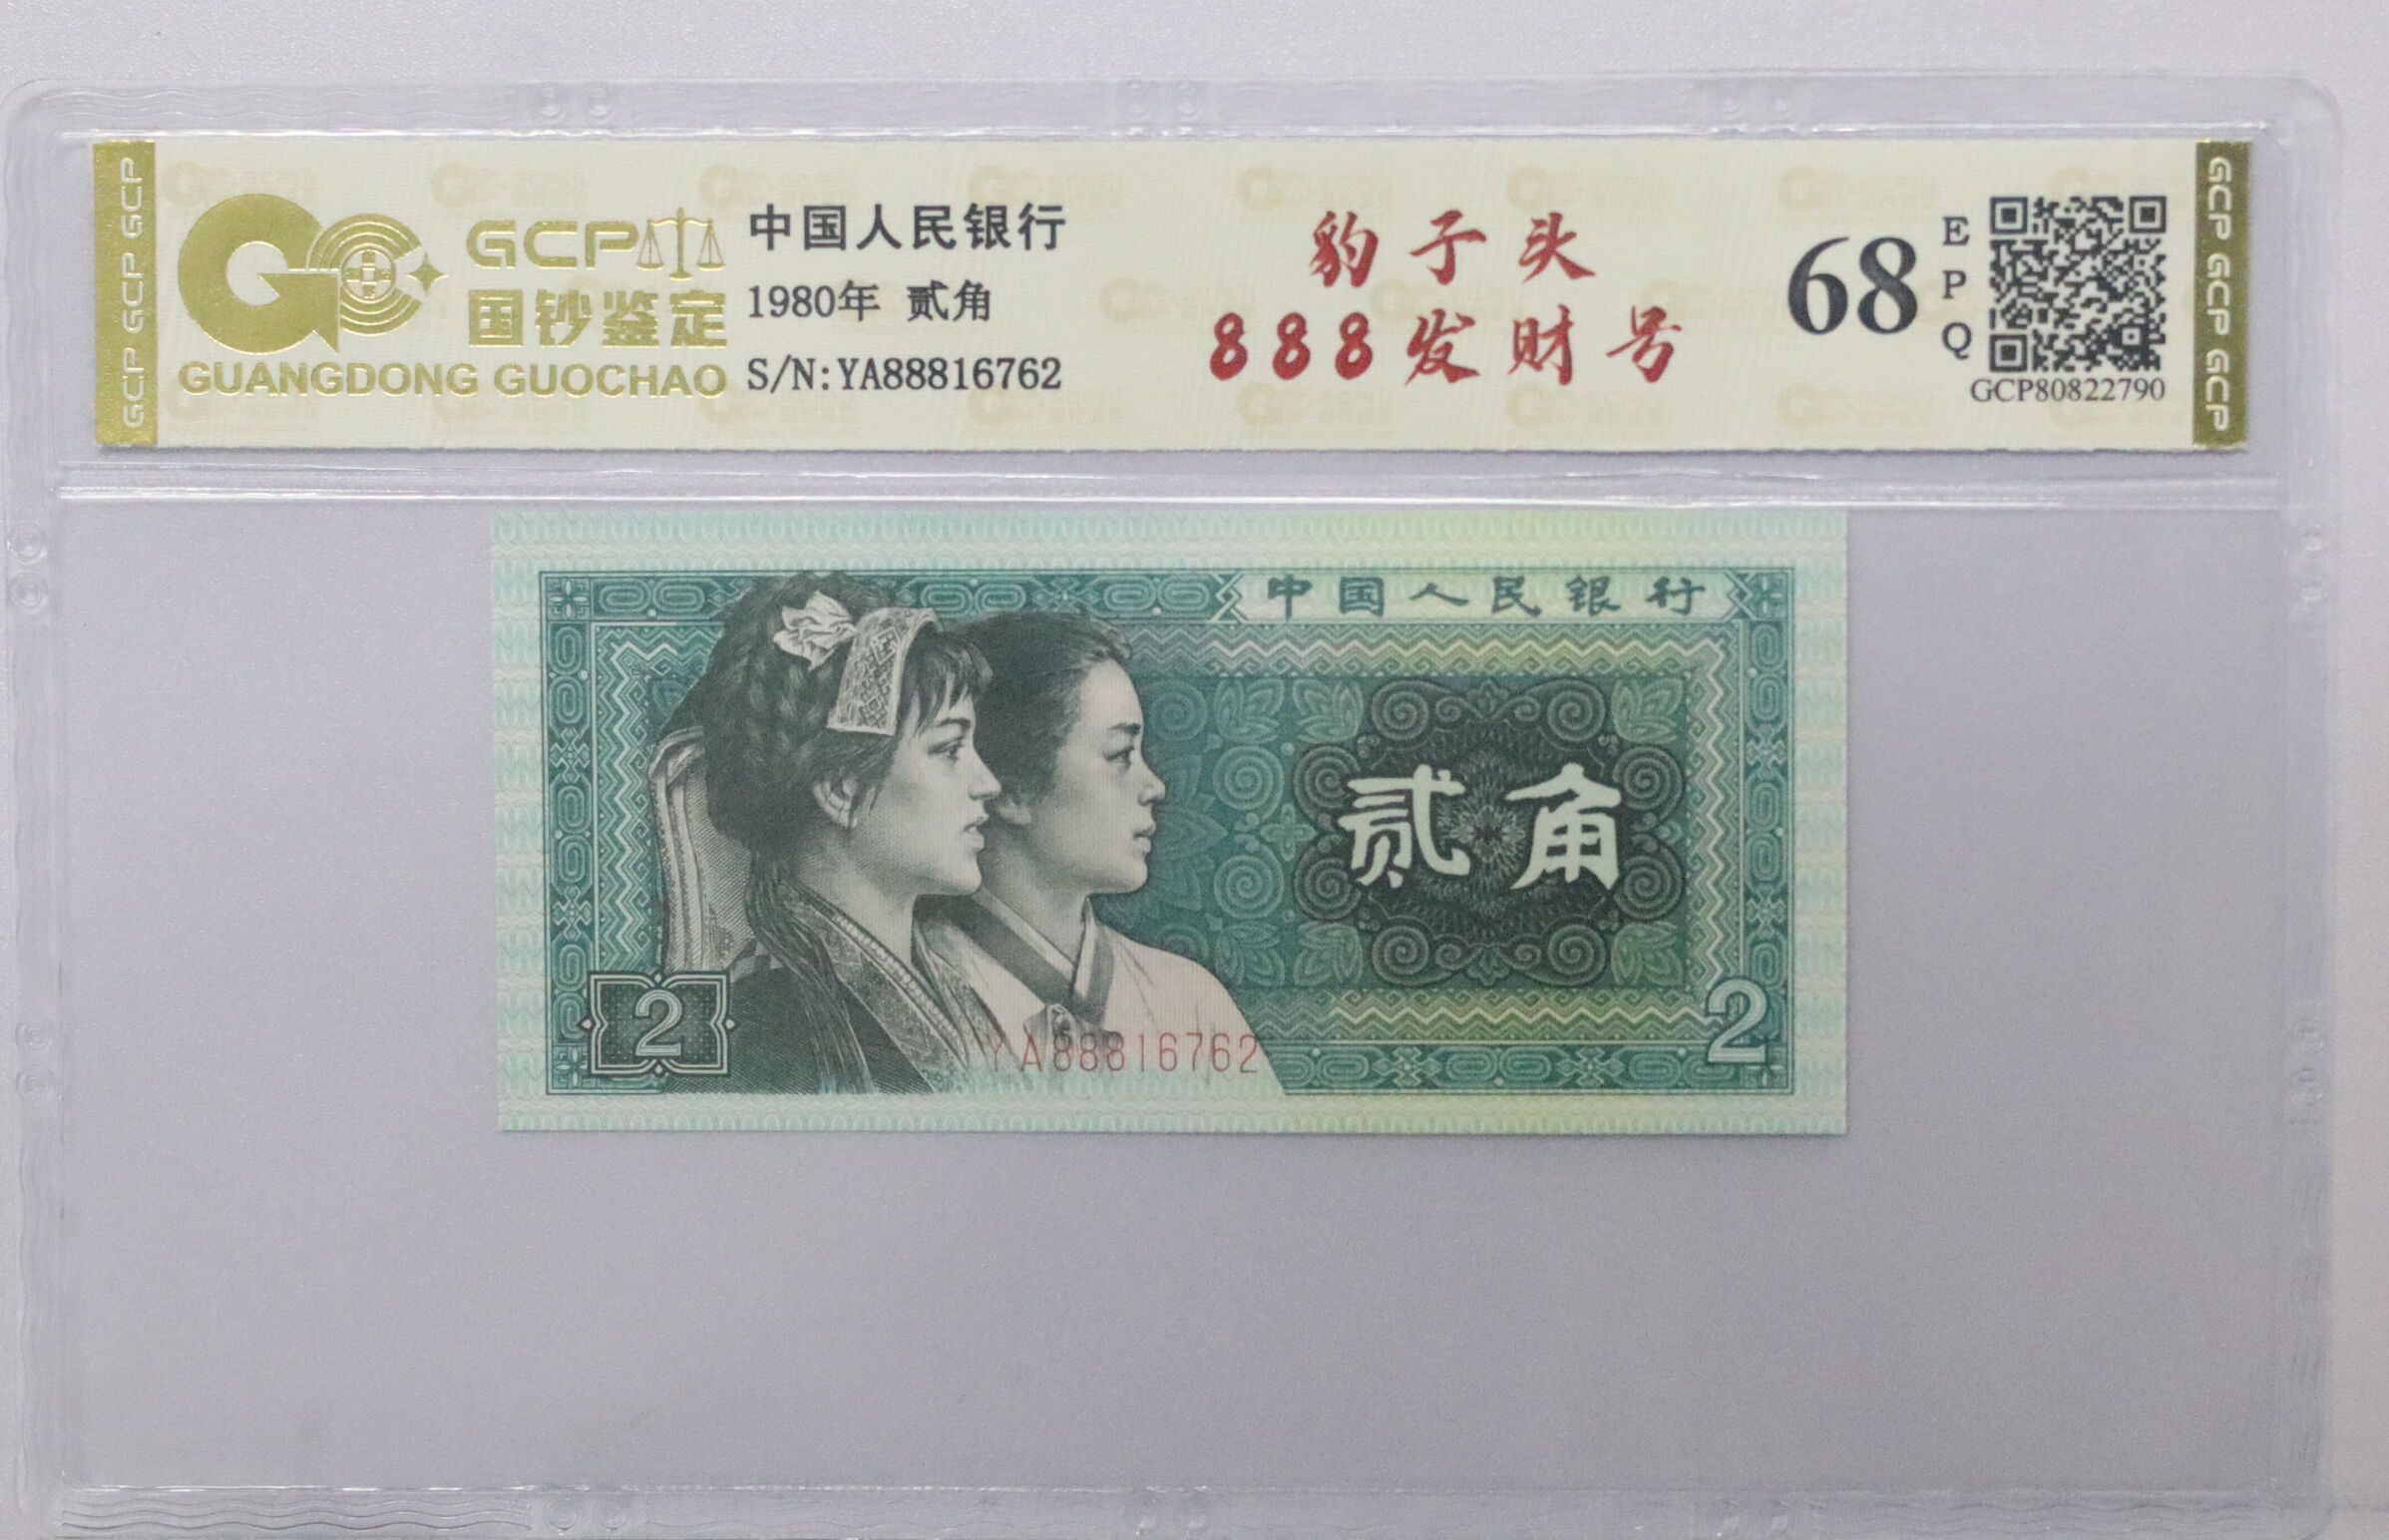 GCP GCP GCP
GCP
国钞鉴定
GUANGDONG GUOCHAO
中国人民银行
1980年 贰角
S/N:YA88816762
豹子头
888发财号
68
EPQ
GCP80822790
GCP GCP GCP
中国人民银行
贰角
2
YA88816762
2